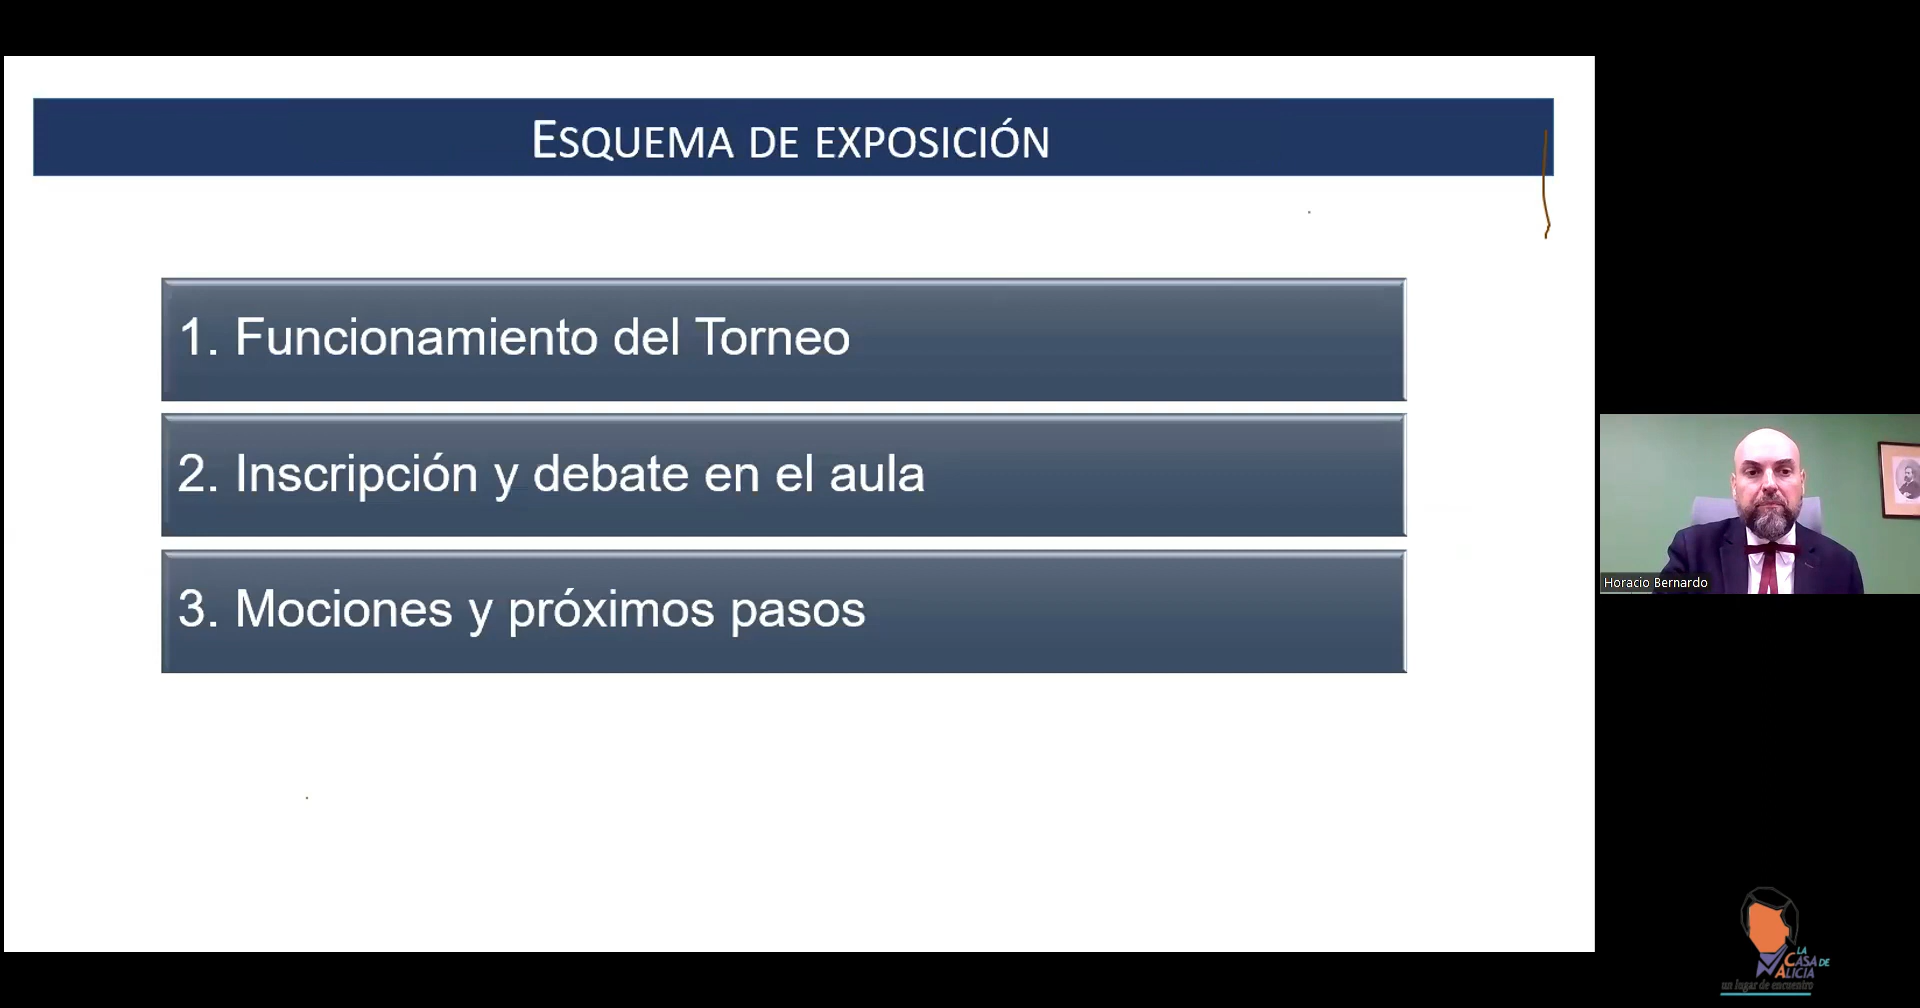 ESQUEMA DE EXPOSICIÓN
1. Funcionamiento del Torneo
2. Inscripción y debate en el aula
3. Mociones y próximos pasos
Horacio Bernardo
LA
CASA DE
ALICIA
un lugar de encuentro